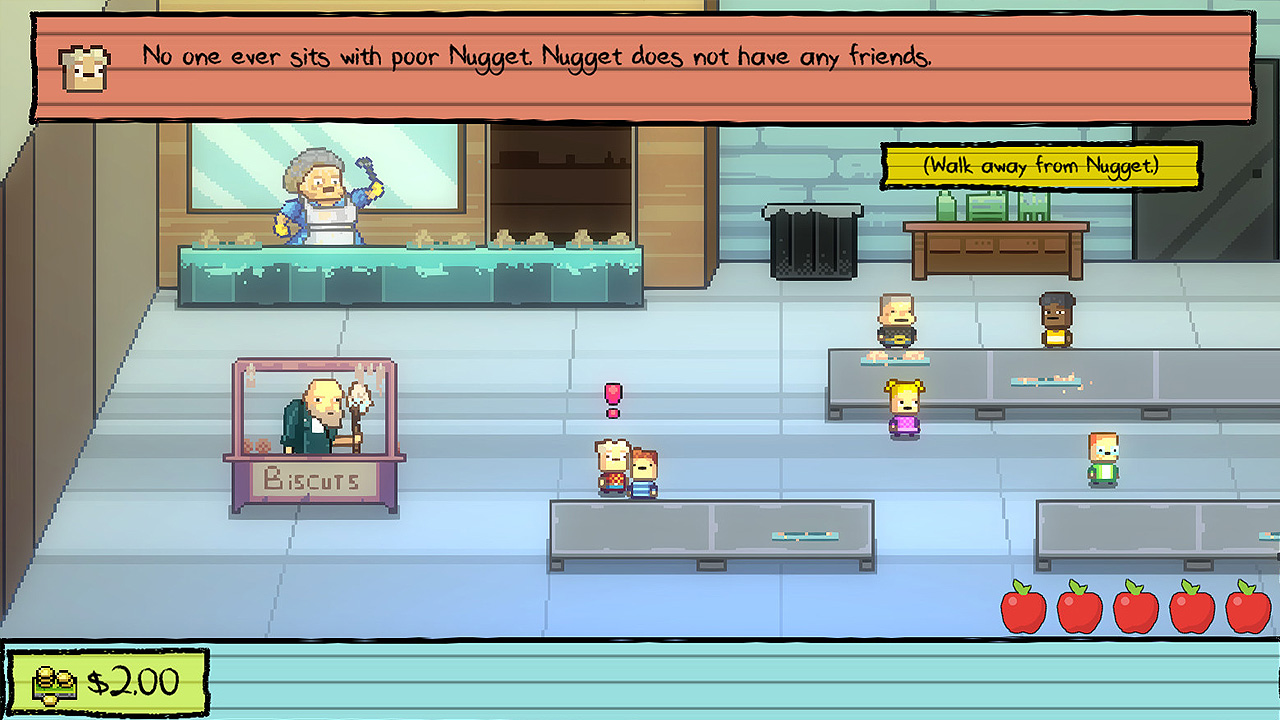 No one ever sits with poor Nugget. Nugget does not have any friends.
(Walk away from Nugget.)
BISCUTS
$2.00